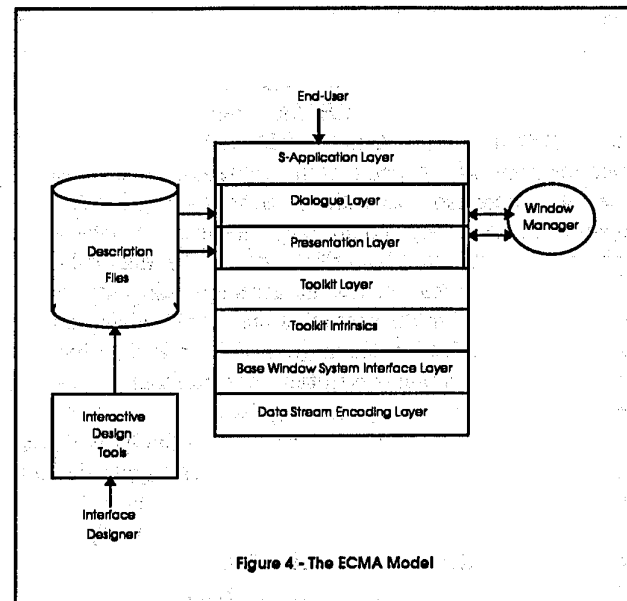 End-User
S-Application Layer
Dialogue Layer
Presentation Layer
Toolkit Layer
Toolkit Intrinsics
Base Window System Interface Layer
Data Stream Encoding Layer
Window
Manager
Description
Files
Interactive
Design
Tools
Interface
Designer
Figure 4 - The ECMA Model